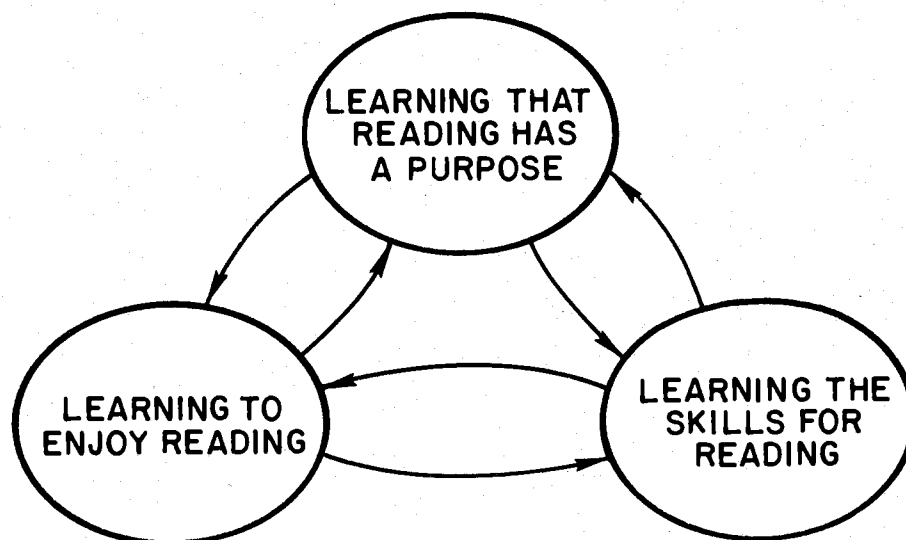 LEARNING THAT
READING HAS
A PURPOSE
LEARNING TO
ENJOY READING
LEARNING THE
SKILLS FOR
READING